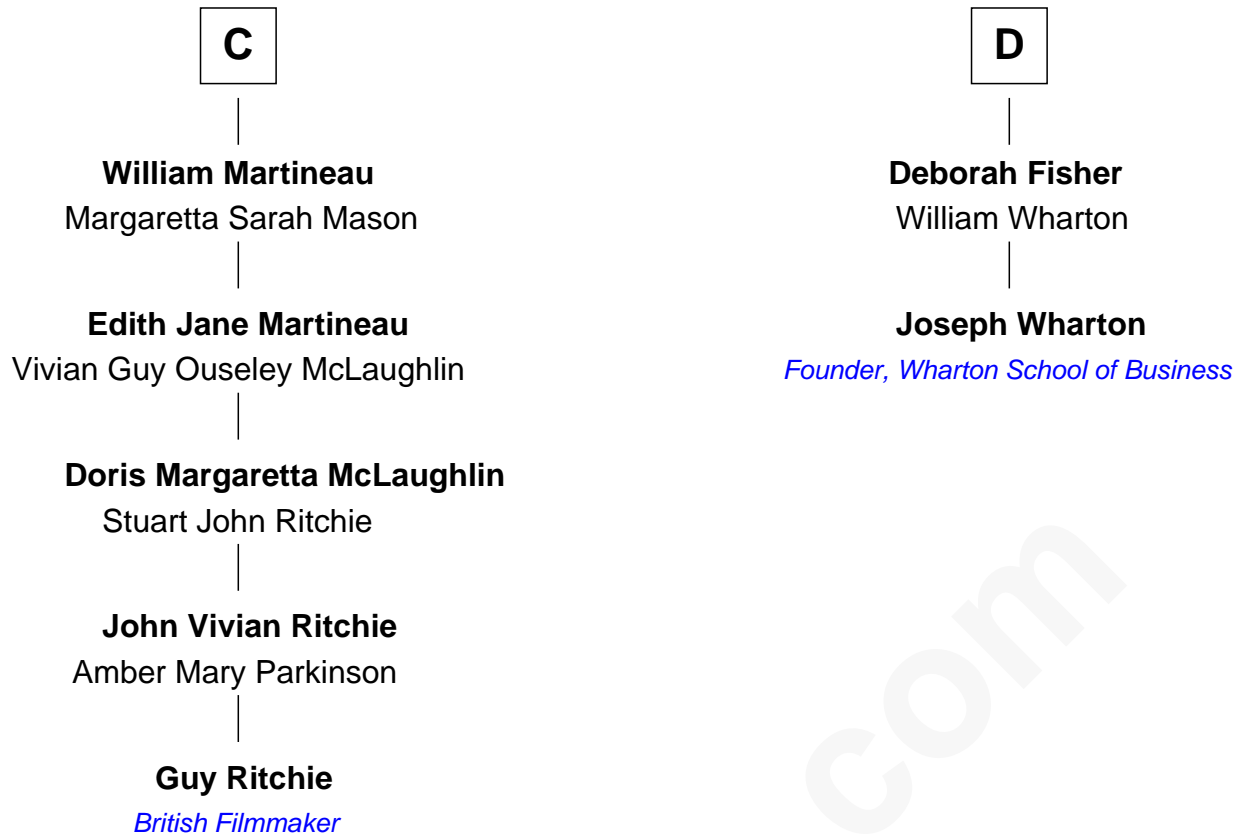 C
William Martineau
Margaretta Sarah Mason
Edith Jane Martineau
Vivian Guy Ouseley McLaughlin
Doris Margaretta McLaughlin
Stuart John Ritchie
John Vivian Ritchie
Amber Mary Parkinson
Guy Ritchie
British Filmmaker
D
Deborah Fisher
William Wharton
Joseph Wharton
Founder, Wharton School of Business
com